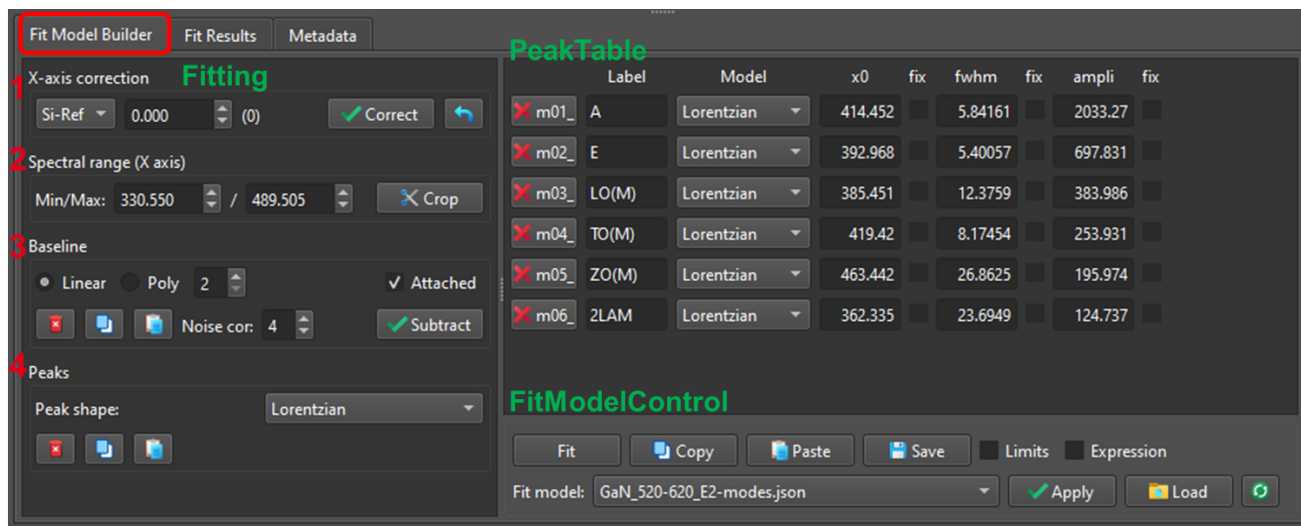 Fit Model Builder Fit Results Metadata
PeakTable
1 X-axis correction Fitting
Label Model x0 fix fwhm fix ampli fix
Si-Ref 0.000 (0) Correct
m01_ A Lorentzian 414.452 5.84161 2033.27
m02_ E Lorentzian 392.968 5.40057 697.831
2 Spectral range (X axis)
Min/Max: 330.550 / 489.505 Crop
m03_ LO(M) Lorentzian 385.451 12.3759 383.986
m04_ TO(M) Lorentzian 419.42 8.17454 253.931
3 Baseline
Linear Poly 2 Attached
m05_ ZO(M) Lorentzian 463.442 26.8625 195.974
Noise cor: 4 Subtract
m06_ 2LAM Lorentzian 362.335 23.6949 124.737
4 Peaks
Peak shape: Lorentzian
FitModelControl
Fit Copy Paste Save Limits Expression
Fit model: GaN_520-620_E2-modes.json Apply Load